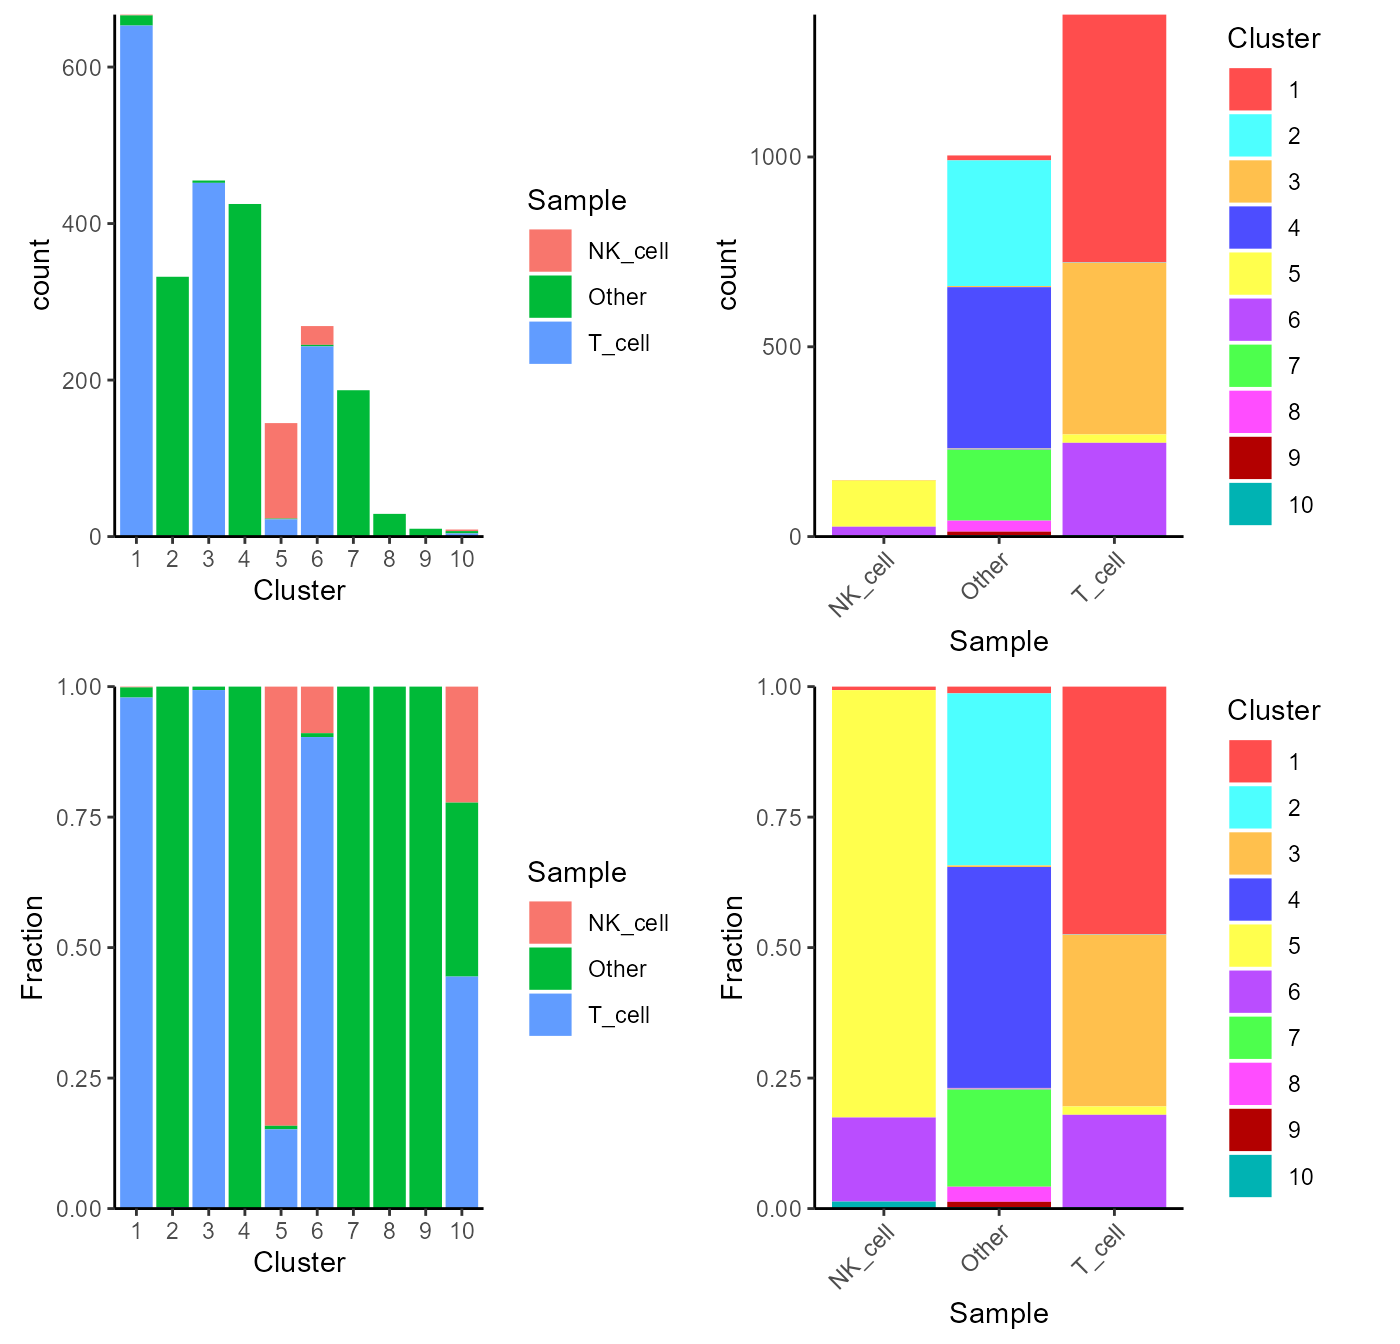 600
400
200
0
count
1 2 3 4 5 6 7 8 9 10
Cluster
Sample
NK_cell
Other
T_cell
1000
500
0
count
NK_cell
Other
T_cell
Sample
Cluster
1
2
3
4
5
6
7
8
9
10
1.00
0.75
0.50
0.25
0.00
Fraction
1 2 3 4 5 6 7 8 9 10
Cluster
Sample
NK_cell
Other
T_cell
1.00
0.75
0.50
0.25
0.00
Fraction
NK_cell
Other
T_cell
Sample
Cluster
1
2
3
4
5
6
7
8
9
10